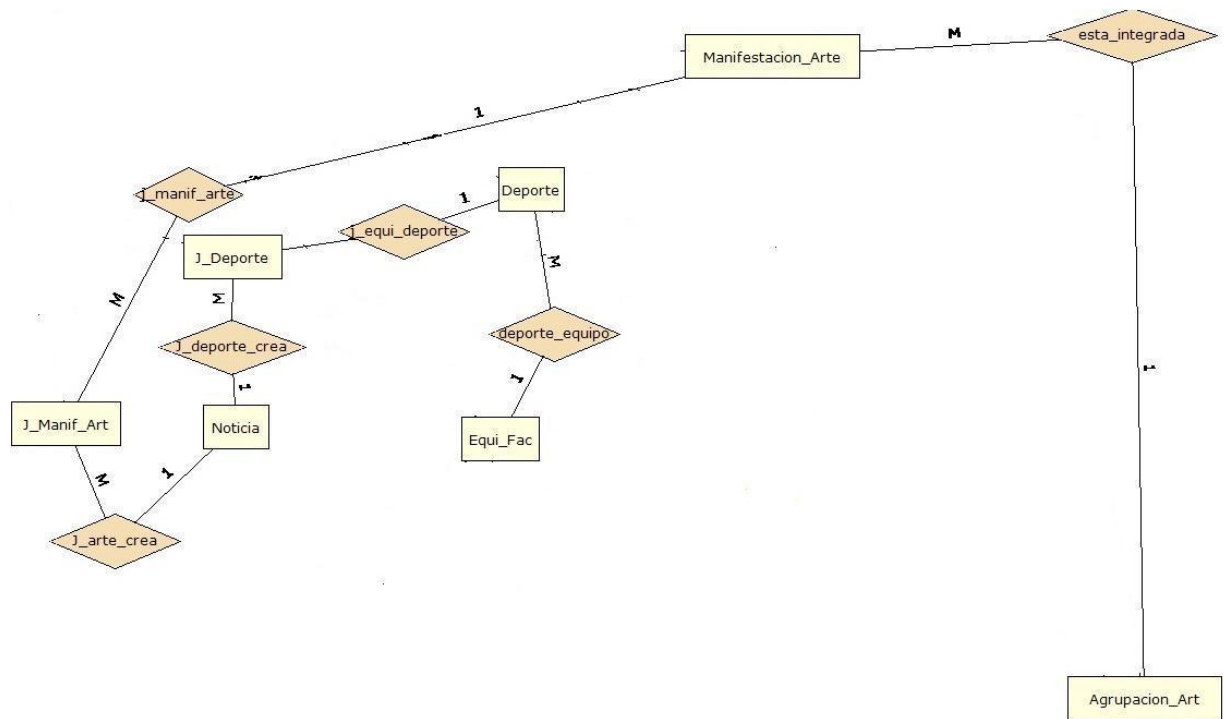 esta_integrada
M
Manifestacion_Arte
1
J_manif_arte
Deporte
1
j_equi_deporte
J_Deporte
M
M
M
1
deporte_equipo
J_deporte_crea
1
1
J_Manif_Art
Noticia
Equi_Fac
M
1
J_arte_crea
Agrupacion_Art